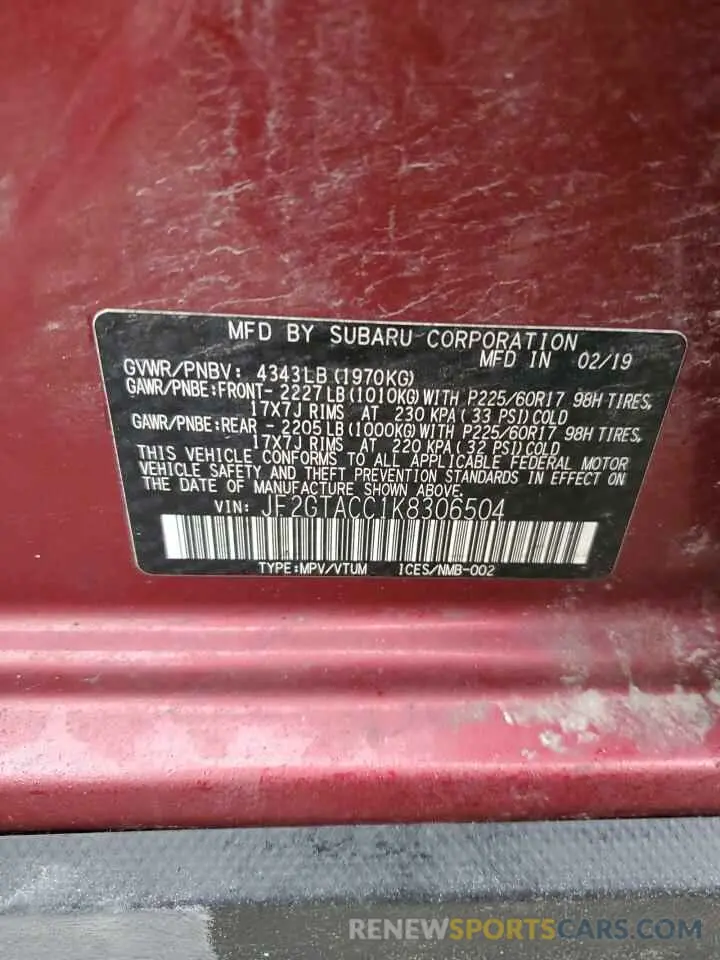 MFD BY SUBARU CORPORATION
MFD IN 02/19
GVWR/PNBV: 4343LB(1970KG)
GAWR/PNBE:FRONT- 2227LB(1010KG)WITH P225/60R17 98H TIRES,
17X7J RIMS AT 230 KPA(33 PSI)COLD
GAWR/PNBE:REAR - 2205LB(1000KG)WITH P225/60R17 98H TIRES,
17X7J RIMS AT 220 KPA(32 PSI)COLD
THIS VEHICLE CONFORMS TO ALL APPLICABLE FEDERAL MOTOR
VEHICLE SAFETY AND THEFT PREVENTION STANDARDS IN EFFECT ON
THE DATE OF MANUFACTURE SHOWN ABOVE.
VIN: JF2GTACC1K8306504
TYPE:MPV/VTUM ICES/NMB-002
RENEWSPORTSCARS.COM